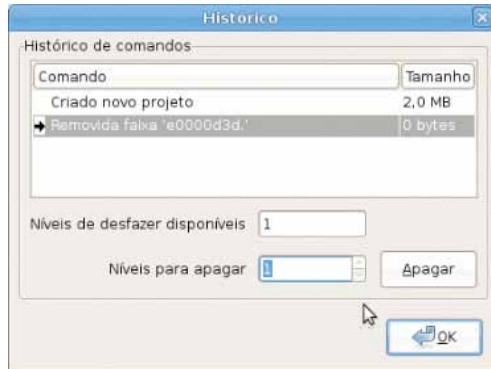 Histórico
Histórico de comandos
Comando Tamanho
Criado novo projeto 2,0 MB
Removida faixa 'e0000d3d.' 0 bytes
Níveis de desfazer disponíveis 1
Níveis para apagar 1 Apagar
OK